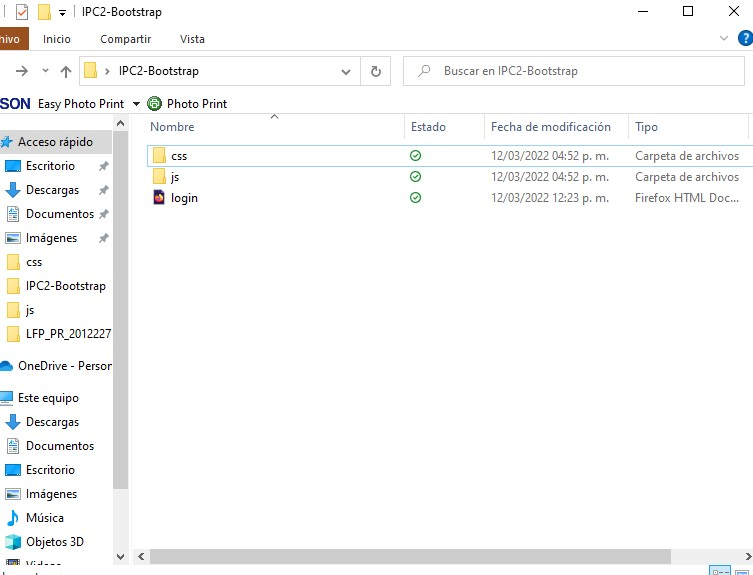 IPC2-Bootstrap
hivo Inicio Compartir Vista
IPC2-Bootstrap
Buscar en IPC2-Bootstrap
SON Easy Photo Print Photo Print
Nombre Estado Fecha de modificación Tipo
css 12/03/2022 04:52 p. m. Carpeta de archivos
js 12/03/2022 04:52 p. m. Carpeta de archivos
login 12/03/2022 12:23 p. m. Firefox HTML Doc...
Acceso rápido
Escritorio
Descargas
Documentos
Imágenes
css
IPC2-Bootstrap
js
LFP_PR_2012227
OneDrive - Person
Este equipo
Descargas
Documentos
Escritorio
Imágenes
Música
Objetos 3D